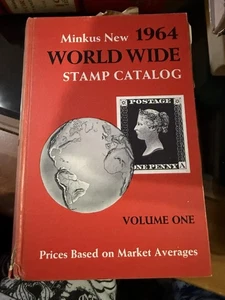 Minkus New 1964
WORLD WIDE
STAMP CATALOG
POSTAGE
ONE PENNY A
VOLUME ONE
Prices Based on Market Averages